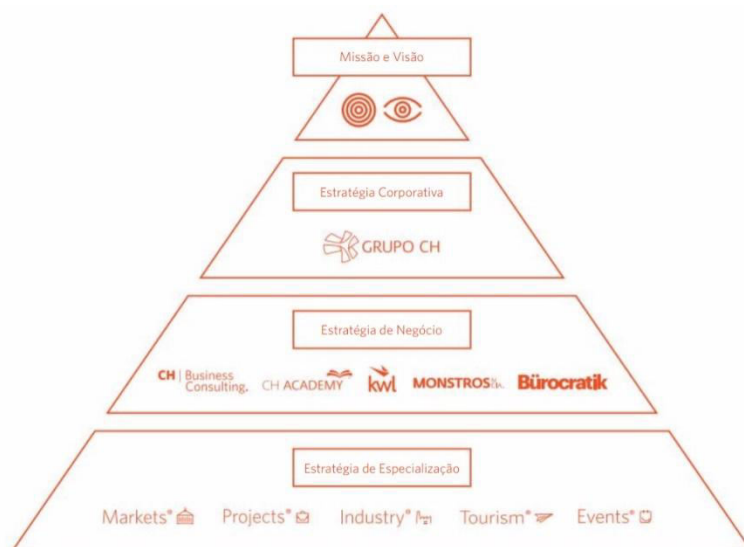 Missão e Visão
Estratégia Corporativa
GRUPO CH
Estratégia de Negócio
CH | Business Consulting.
CH ACADEMY
kwl
MONSTROS
Bürocratik
Estratégia de Especialização
Markets® Projects® Industry® Tourism® Events®